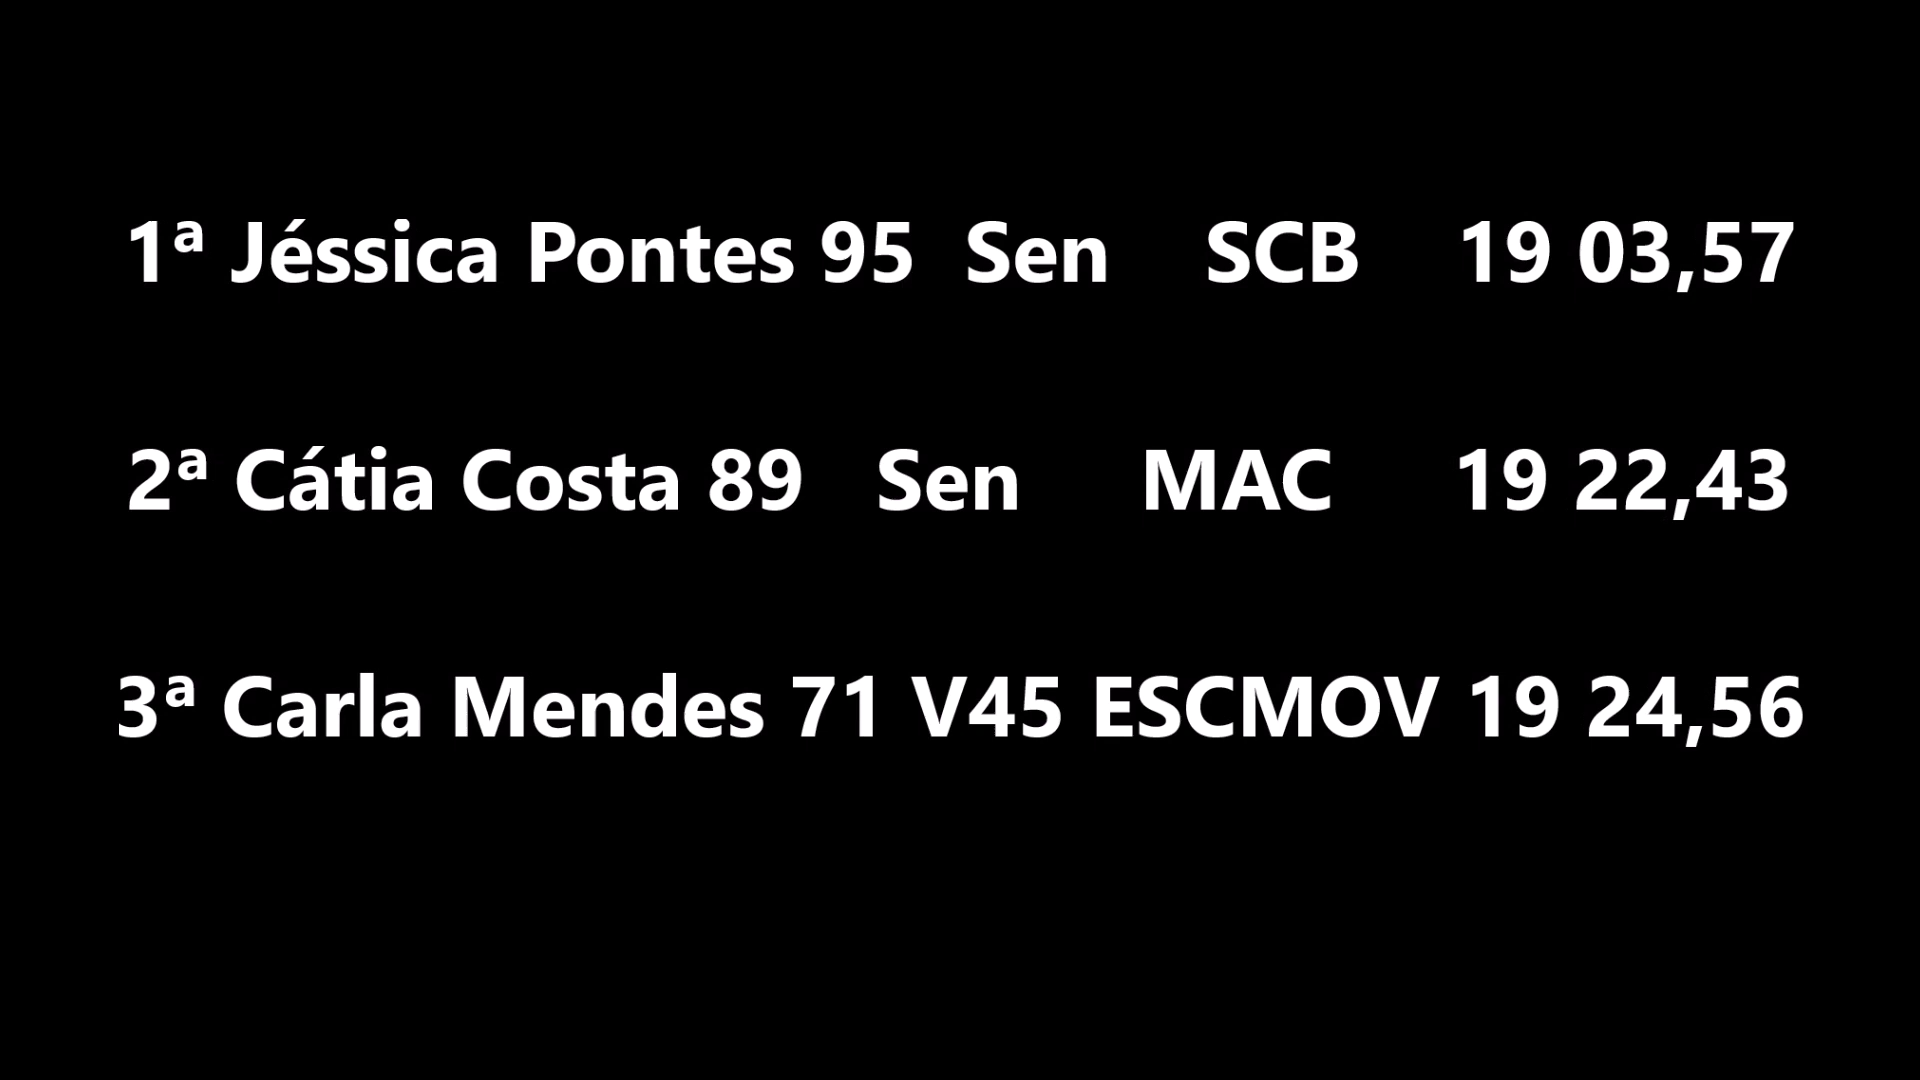 1ª Jéssica Pontes 95 Sen SCB 19 03,57
2ª Cátia Costa 89 Sen MAC 19 22,43
3ª Carla Mendes 71 V45 ESCMOV 19 24,56